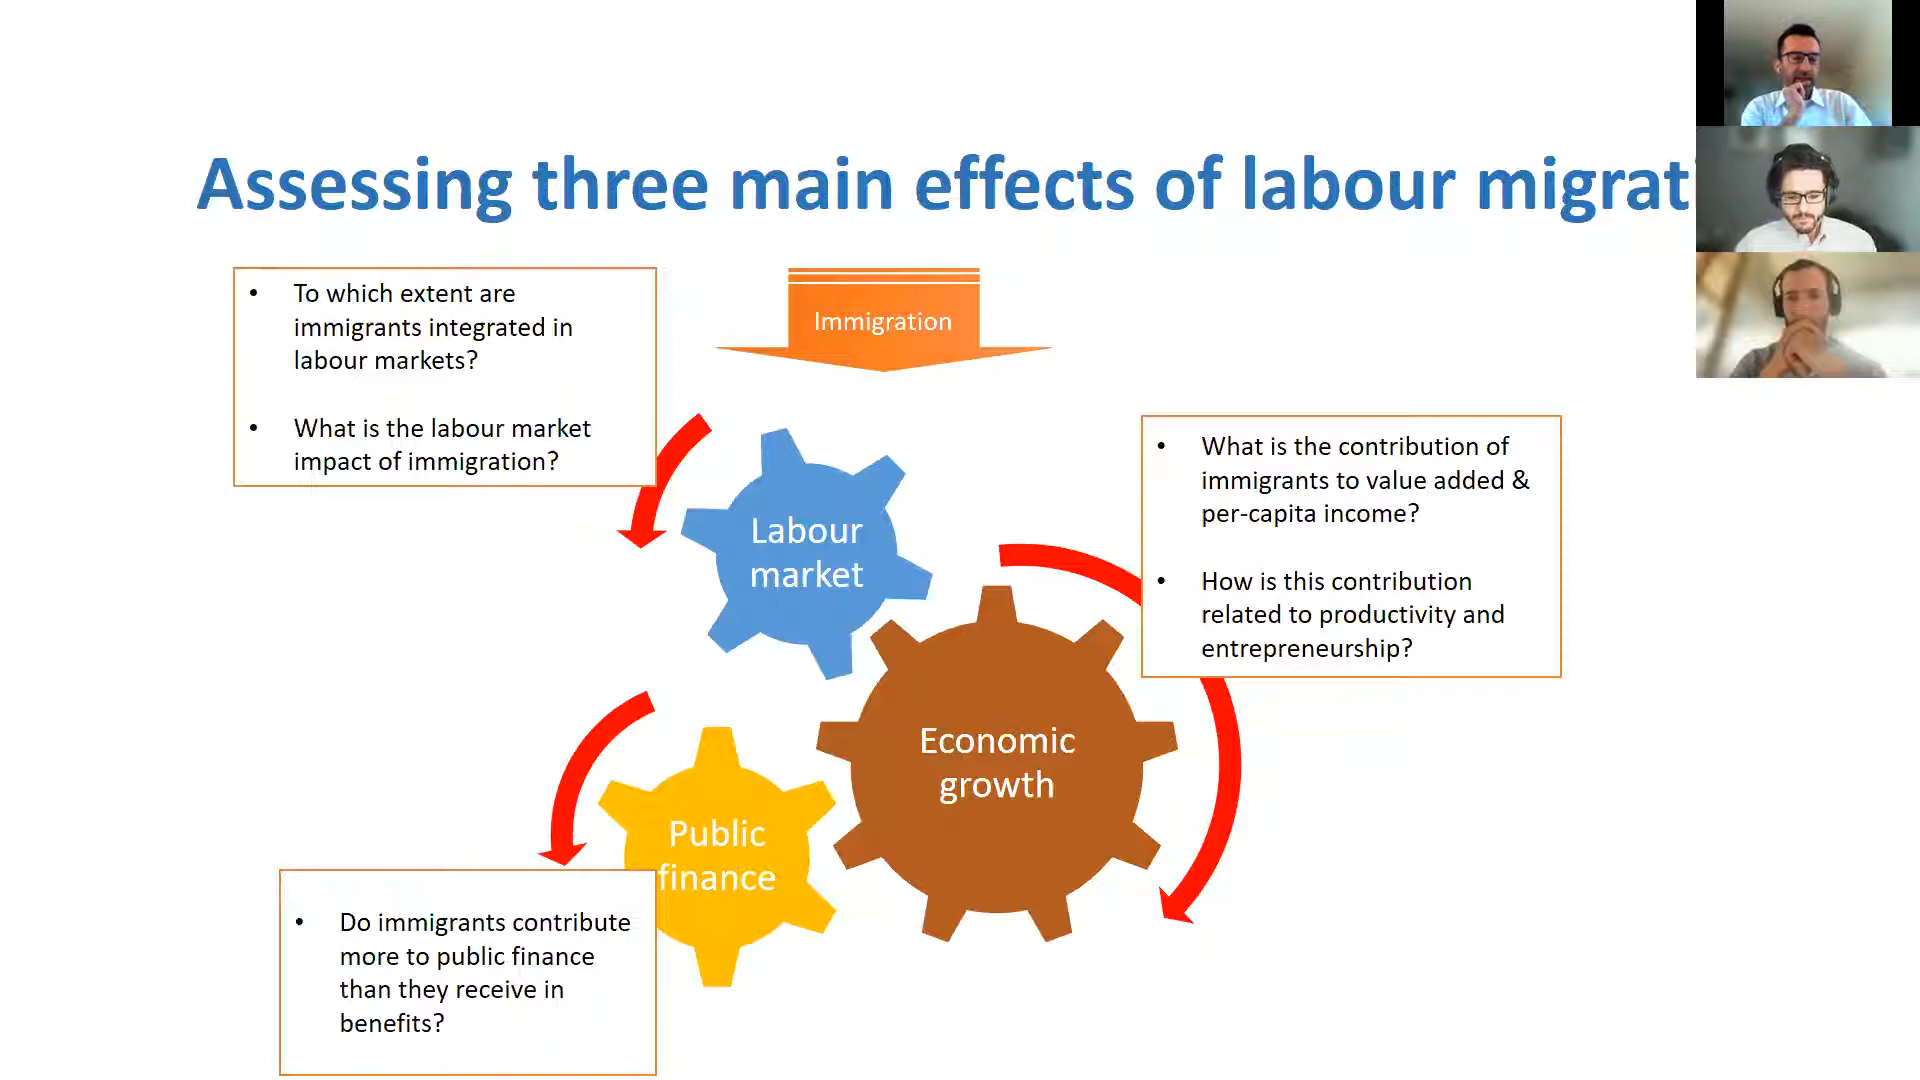 Assessing three main effects of labour migrati
• To which extent are
immigrants integrated in
labour markets?
• What is the labour market
impact of immigration?
Immigration
• What is the contribution of
immigrants to value added &
per-capita income?
• How is this contribution
related to productivity and
entrepreneurship?
Labour
market
Economic
growth
Public
finance
• Do immigrants contribute
more to public finance
than they receive in
benefits?